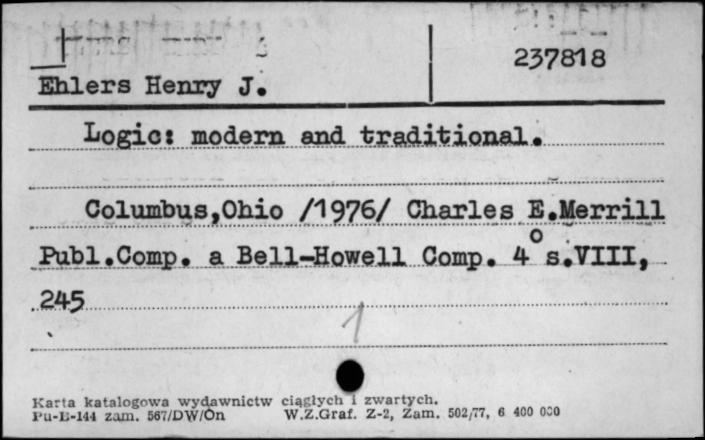 237818
Ehlers Henry J.
Logic: modern and traditional.
Columbus,Ohio /1976/ Charles E.Merrill
Publ.Comp. a Bell-Howell Comp. 4° s.VIII,
245
1
Karta katalogowa wydawnictw ciągłych i zwartych.
Pu-B-144 zam. 567/DW/On W.Z.Graf. Z-2, Zam. 502/77, 6 400 000